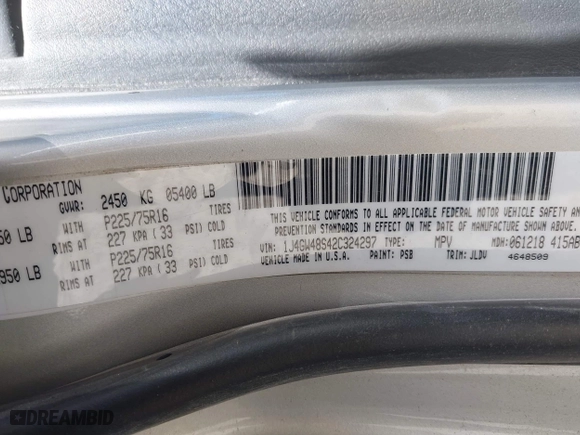 CORPORATION
GVWR: 2450 KG 05400 LB
50 LB WITH P225/75R16 TIRES
RIMS AT 227 KPA ( 33 PSI) COLD
950 LB WITH P225/75R16 TIRES
RIMS AT 227 KPA ( 33 PSI) COLD
THIS VEHICLE CONFORMS TO ALL APPLICABLE FEDERAL MOTOR VEHICLE SAFETY AN
PREVENTION STANDARDS IN EFFECT ON THE DATE OF MANUFACTURE SHOWN ABOVE
VIN: 1J4GW48S42C324297 TYPE: MPV MDH: 061218 415AB
VEHICLE MADE IN U.S.A. PAINT: PSB TRIM: JLDV 4648509
DREAMBID